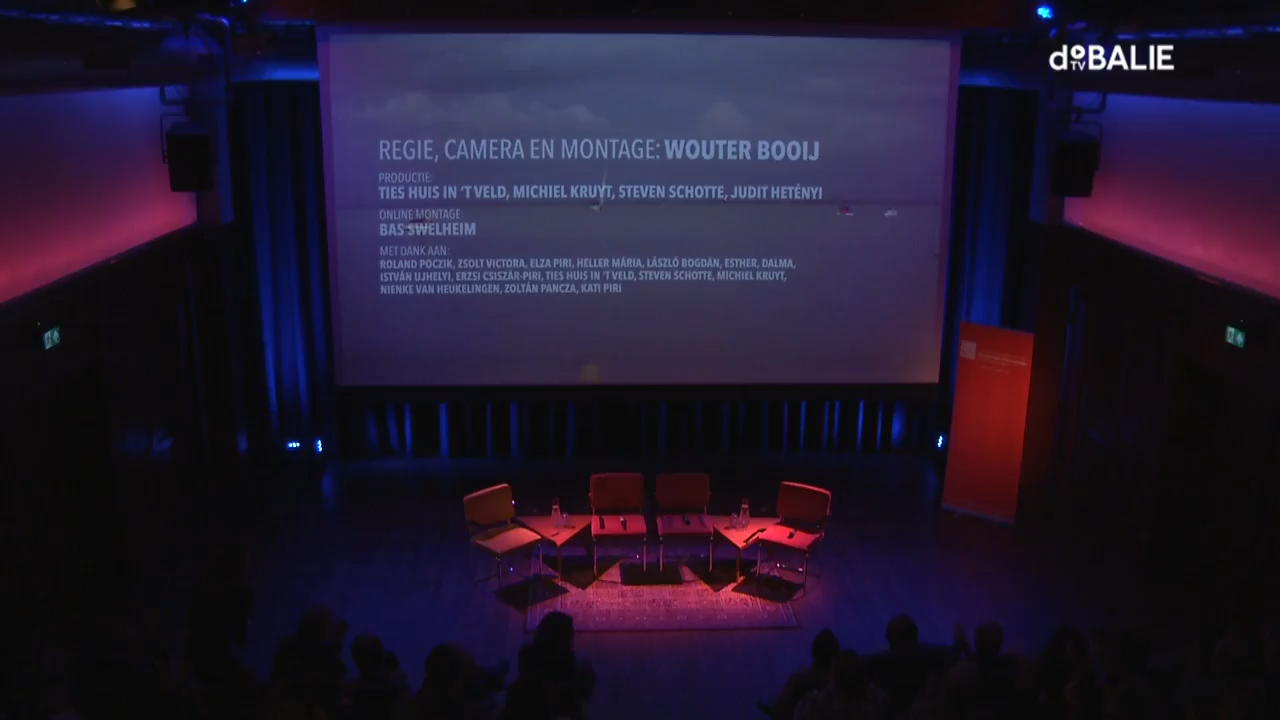 doTVBALIE
REGIE, CAMERA EN MONTAGE: WOUTER BOOIJ
PRODUCTIE:
TIES HUIS IN 'T VELD, MICHIEL KRUYT, STEVEN SCHOTTE, JUDIT HETÉNYI
ONLINE MONTAGE
BAS SWELHEIM
MET DANK AAN:
ROLAND POCZIK, ZSOLT VICTORA, ELZA PIRI, HELLER MÁRIA, LÁSZLÓ BOGDÁN, ESTHER, DALMA,
ISTVÁN UJHELYI, ERZSI CSISZÁR-PIRI, TIES HUIS IN 'T VELD, STEVEN SCHOTTE, MICHIEL KRUYT,
NIENKE VAN HEUKELINGEN, ZOLTÁN PANCZA, KATI PIRI